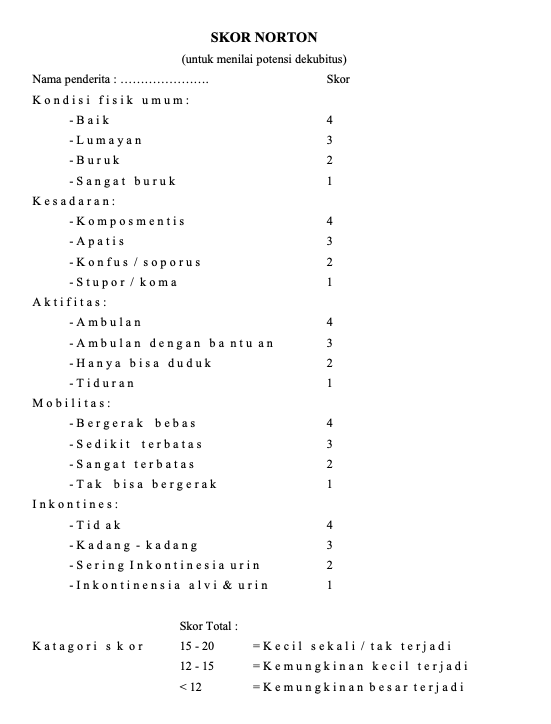 SKOR NORTON
(untuk menilai potensi dekubitus)
Nama penderita : ………………….  Skor
Kondisi fisik umum:
-Baik  4
-Lumayan  3
-Buruk  2
-Sangat buruk  1
Kesadaran:
-Komposmentis  4
-Apatis  3
-Konfus / soporus  2
-Stupor / koma  1
Aktifitas:
-Ambulan  4
-Ambulan dengan bantuan  3
-Hanya bisa duduk  2
-Tiduran  1
Mobilitas:
-Bergerak bebas  4
-Sedikit terbatas  3
-Sangat terbatas  2
-Tak bisa bergerak  1
Inkontines:
-Tidak  4
-Kadang - kadang  3
-Sering Inkontinesia urin  2
-Inkontinensia alvi & urin  1
Skor Total :
Katagori skor  15 - 20  =Kecil sekali / tak terjadi
12 - 15  =Kemungkinan kecil terjadi
< 12  =Kemungkinan besar terjadi